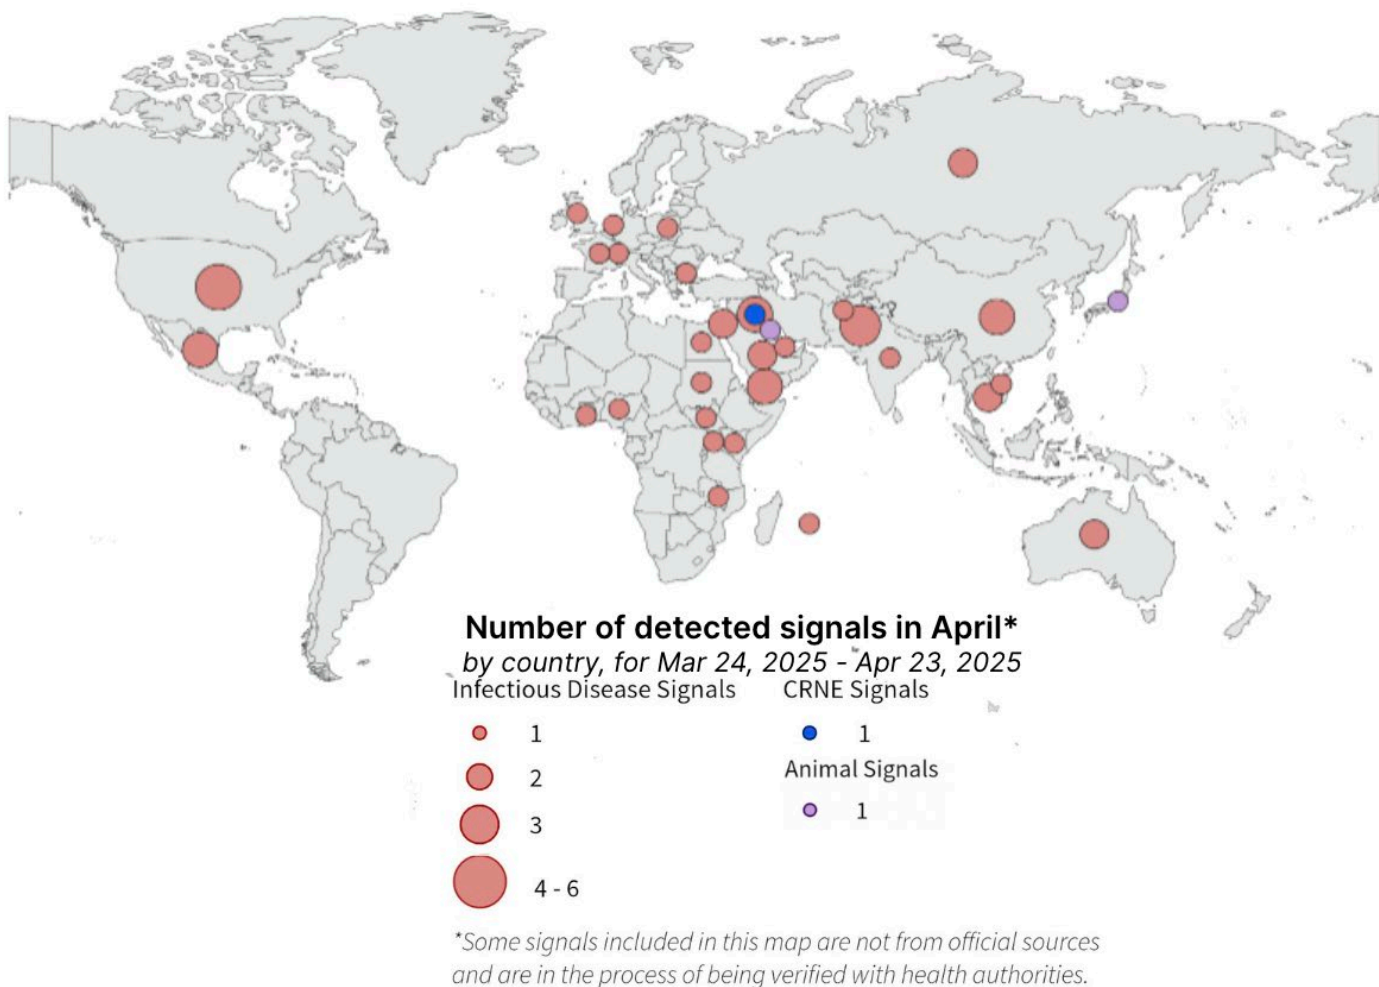 Number of detected signals in April*
by country, for Mar 24, 2025 - Apr 23, 2025
Infectious Disease Signals
1
2
3
4 - 6
CRNE Signals
1
Animal Signals
1
*Some signals included in this map are not from official sources
and are in the process of being verified with health authorities.